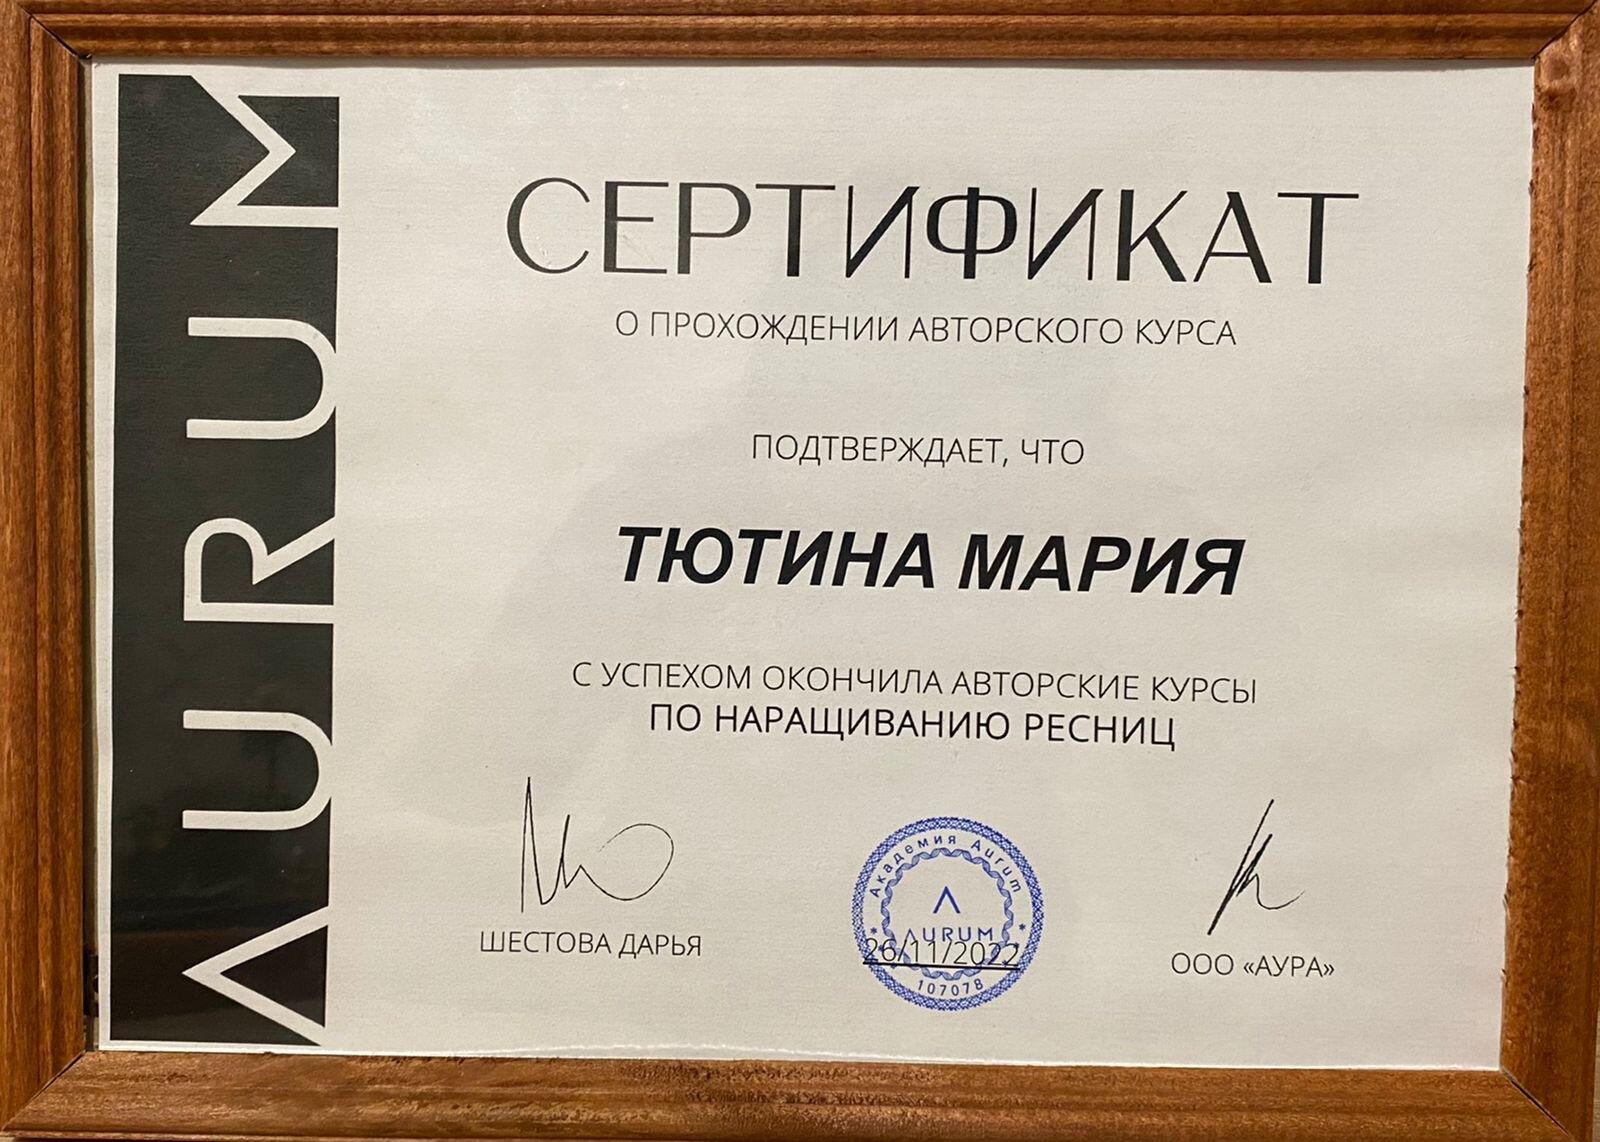 AURUM
СЕРТИФИКАТ
О ПРОХОЖДЕНИИ АВТОРСКОГО КУРСА
ПОДТВЕРЖДАЕТ, ЧТО
ТЮТИНА МАРИЯ
С УСПЕХОМ ОКОНЧИЛА АВТОРСКИЕ КУРСЫ
ПО НАРАЩИВАНИЮ РЕСНИЦ
ШЕСТОВА ДАРЬЯ
Академия Aurum
AURUM
26/11/2022
107078
ООО «АУРА»